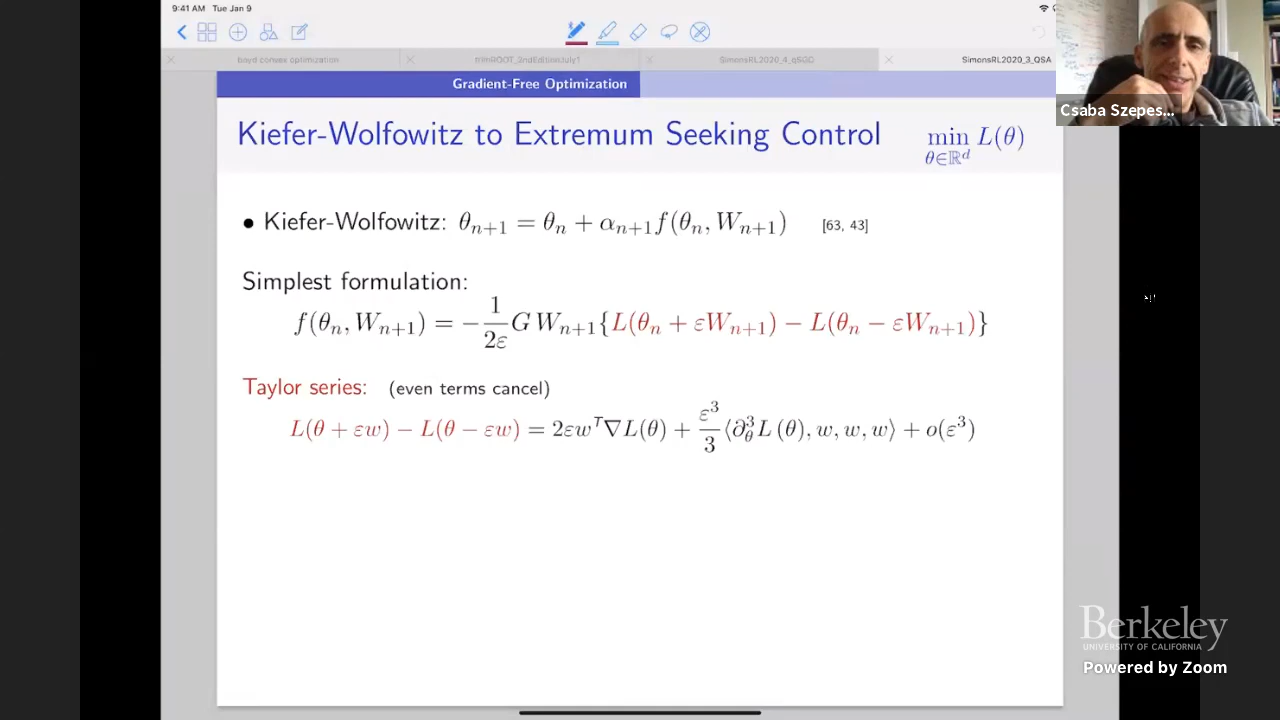 9:41 AM Tue Jan 9
boyd convex optimization
SimonsRL2020_4_qSGD
SimonsRL2020_3_QSA
Csaba Szepes...
Gradient-Free Optimization
Kiefer-Wolfowitz to Extremum Seeking Control
min_{θ∈ℝ^d} L(θ)
• Kiefer-Wolfowitz: θ_{n+1} = θ_n + α_{n+1} f(θ_n, W_{n+1}) [63, 43]
Simplest formulation:
f(θ_n, W_{n+1}) = −\frac{1}{2ε} G W_{n+1}{L(θ_n + εW_{n+1}) − L(θ_n − εW_{n+1})}
Taylor series: (even terms cancel)
L(θ + εw) − L(θ − εw) = 2εw^T∇L(θ) + \frac{ε^3}{3}⟨∂_θ^3 L (θ), w, w, w⟩ + o(ε^3)
Berkeley
UNIVERSITY OF CALIFORNIA
Powered by Zoom